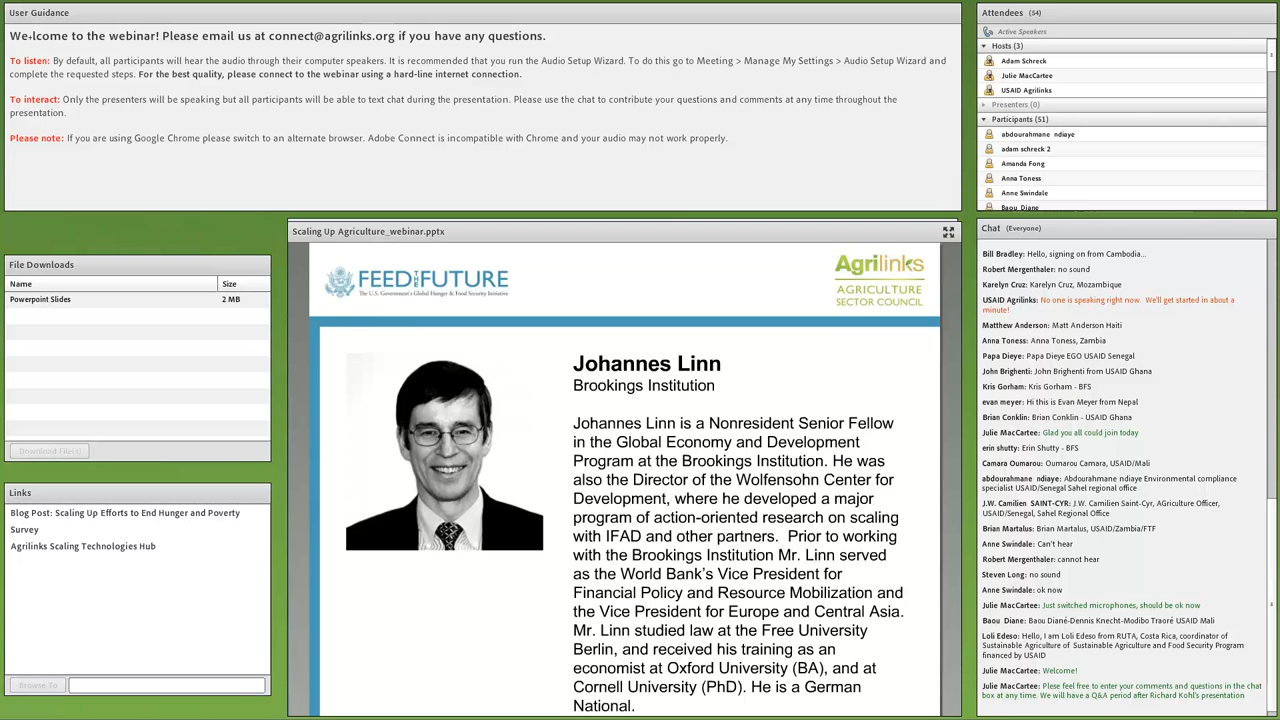 User Guidance
Welcome to the webinar! Please email us at connect@agrilinks.org if you have any questions.
To listen: By default, all participants will hear the audio through their computer speakers. It is recommended that you run the Audio Setup Wizard. To do this go to Meeting > Manage My Settings > Audio Setup Wizard and
complete the requested steps. For the best quality, please connect to the webinar using a hard-line internet connection.
To interact: Only the presenters will be speaking but all participants will be able to text chat during the presentation. Please use the chat to contribute your questions and comments at any time throughout the
presentation.
Please note: If you are using Google Chrome please switch to an alternate browser. Adobe Connect is incompatible with Chrome and your audio may not work properly.
File Downloads
Name Size
Powerpoint Slides 2 MB
Download File(s)
Links
Blog Post: Scaling Up Efforts to End Hunger and Poverty
Survey
Agrilinks Scaling Technologies Hub
Browse To
Scaling Up Agriculture_webinar.pptx
FEED THE FUTURE
The U.S. Government's Global Hunger & Food Security Initiative
Agrilinks
AGRICULTURE
SECTOR COUNCIL
Johannes Linn
Brookings Institution
Johannes Linn is a Nonresident Senior Fellow
in the Global Economy and Development
Program at the Brookings Institution. He was
also the Director of the Wolfensohn Center for
Development, where he developed a major
program of action-oriented research on scaling
with IFAD and other partners. Prior to working
with the Brookings Institution Mr. Linn served
as the World Bank's Vice President for
Financial Policy and Resource Mobilization and
the Vice President for Europe and Central Asia.
Mr. Linn studied law at the Free University
Berlin, and received his training as an
economist at Oxford University (BA), and at
Cornell University (PhD). He is a German
National.
Attendees (54)
Active Speakers
Hosts (3)
Adam Schreck
Julie MacCartee
USAID Agrilinks
Presenters (0)
Participants (51)
abdourahmane ndiaye
adam schreck 2
Amanda Fong
Anna Toness
Anne Swindale
Baou Diane
Chat (Everyone)
Bill Bradley: Hello, signing on from Cambodia...
Robert Mergenthaler: no sound
Karelyn Cruz: Karelyn Cruz, Mozambique
USAID Agrilinks: No one is speaking right now. We'll get started in about a
minute!
Matthew Anderson: Matt Anderson Haiti
Anna Toness: Anna Toness, Zambia
Papa Dieye: Papa Dieye EGO USAID Senegal
John Brighenti: John Brighenti from USAID Ghana
Kris Gorham: Kris Gorham - BFS
evan meyer: Hi this is Evan Meyer from Nepal
Brian Conklin: Brian Conklin - USAID Ghana
Julie MacCartee: Glad you all could join today
erin shutty: Erin Shutty - BFS
Camara Oumarou: Oumarou Camara, USAID/Mali
abdourahmane ndiaye: Abdourahmane ndiaye Environmental compliance
specialist USAID/Senegal Sahel regional office
J.W. Camilien SAINT-CYR: J.W. Camilien Saint-Cyr, AGriculture Officer,
USAID/Senegal, Sahel Regional Office
Brian Martalus: Brian Martalus, USAID/Zambia/FTF
Anne Swindale: Can't hear
Robert Mergenthaler: cannot hear
Steven Long: no sound
Anne Swindale: ok now
Julie MacCartee: Just switched microphones, should be ok now
Baou Diane: Baou Diané-Dennis Knecht-Modibo Traoré USAID Mali
Loli Edeso: Hello, I am Loli Edeso from RUTA, Costa Rica, coordinator of
Sustainable Agriculture of Sustainable Agriculture and Food Security Program
financed by USAID
Julie MacCartee: Welcome!
Julie MacCartee: Plese feel free to enter your comments and questions in the chat
box at any time. We will have a Q&A period after Richard Kohl's presentation